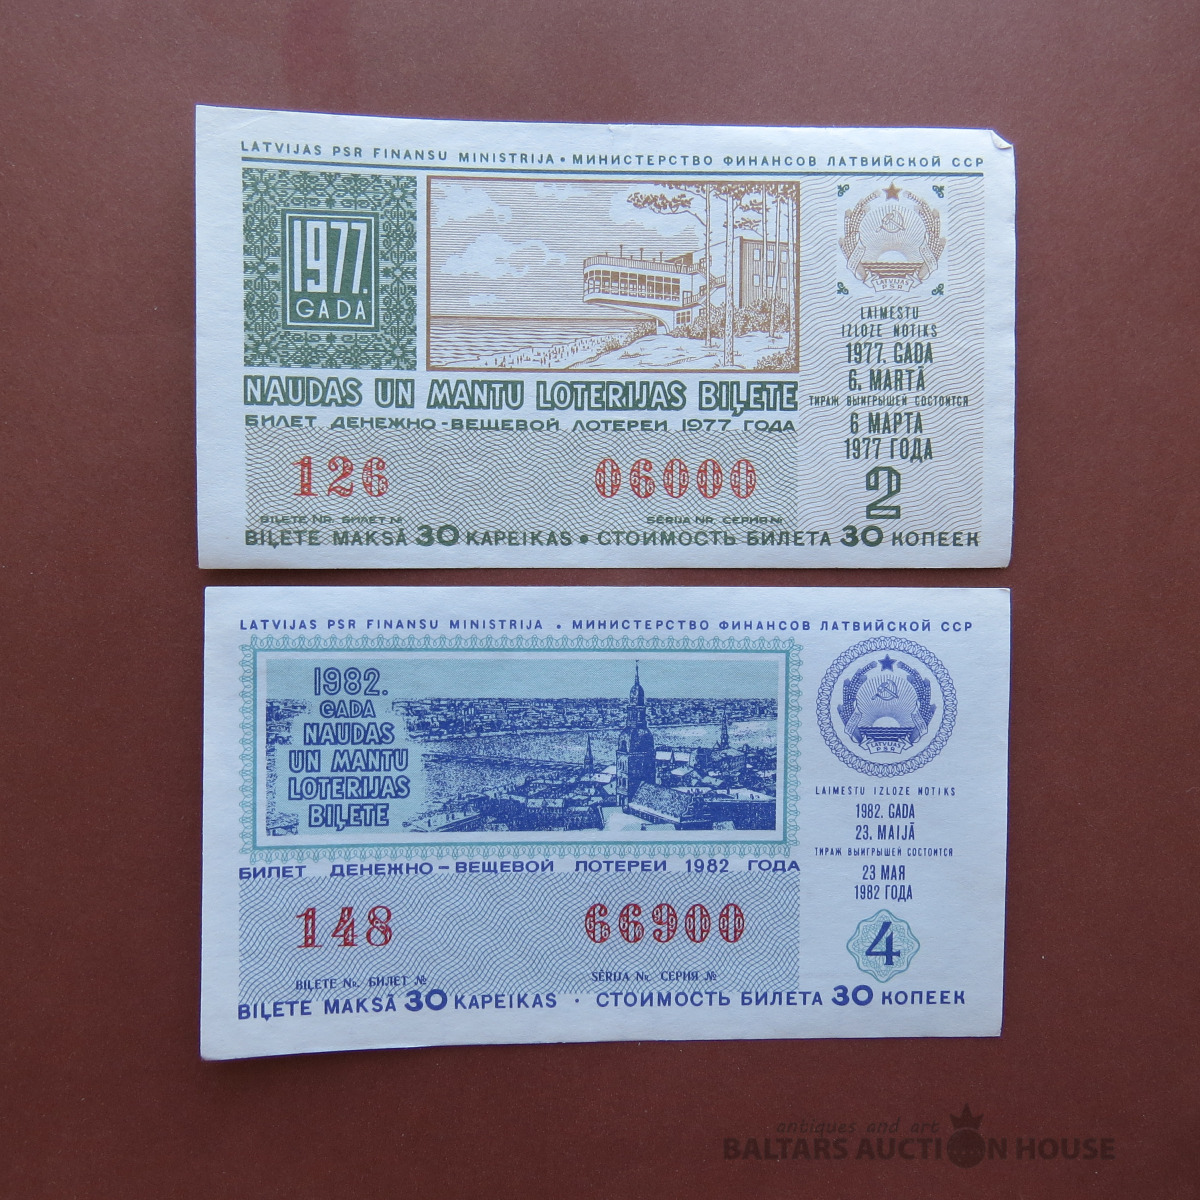 LATVIJAS PSR FINANSU MINISTRIJA • МИНИСТЕРСТВО ФИНАНСОВ ЛАТВИЙСКОЙ ССР
1977.
GADA
LATVIJAS
PSR
LAIMESTU
IZLOZE NOTIKS
1977. GADA
6. MARTĀ
ТИРАЖ ВЫИГРЫШЕЙ СОСТОИТСЯ
6 МАРТА
1977 ГОДА
2
NAUDAS UN MANTU LOTERIJAS BIĻETE
БИЛЕТ ДЕНЕЖНО-ВЕЩЕВОЙ ЛОТЕРЕИ 1977 ГОДА
126 06000
BIĻETE NR. БИЛЕТ № SĒRIJA NR. СЕРИЯ №
BIĻETE MAKSĀ 30 KAPEIKAS • СТОИМОСТЬ БИЛЕТА 30 КОПЕЕК
LATVIJAS PSR FINANSU MINISTRIJA • МИНИСТЕРСТВО ФИНАНСОВ ЛАТВИЙСКОЙ ССР
1982.
GADA
NAUDAS
UN MANTU
LOTERIJAS
BIĻETE
LATVIJAS
PSR
LAIMESTU IZLOZE NOTIKS
1982. GADA
23. MAIJĀ
ТИРАЖ ВЫИГРЫШЕЙ СОСТОИТСЯ
23 МАЯ
1982 ГОДА
4
БИЛЕТ ДЕНЕЖНО-ВЕЩЕВОЙ ЛОТЕРЕИ 1982 ГОДА
148 66900
BIĻETE Nr. БИЛЕТ № SĒRIJA Nr. СЕРИЯ №
BIĻETE MAKSĀ 30 KAPEIKAS · СТОИМОСТЬ БИЛЕТА 30 КОПЕЕК
antiques and art
BALTARS AUCTION HOUSE